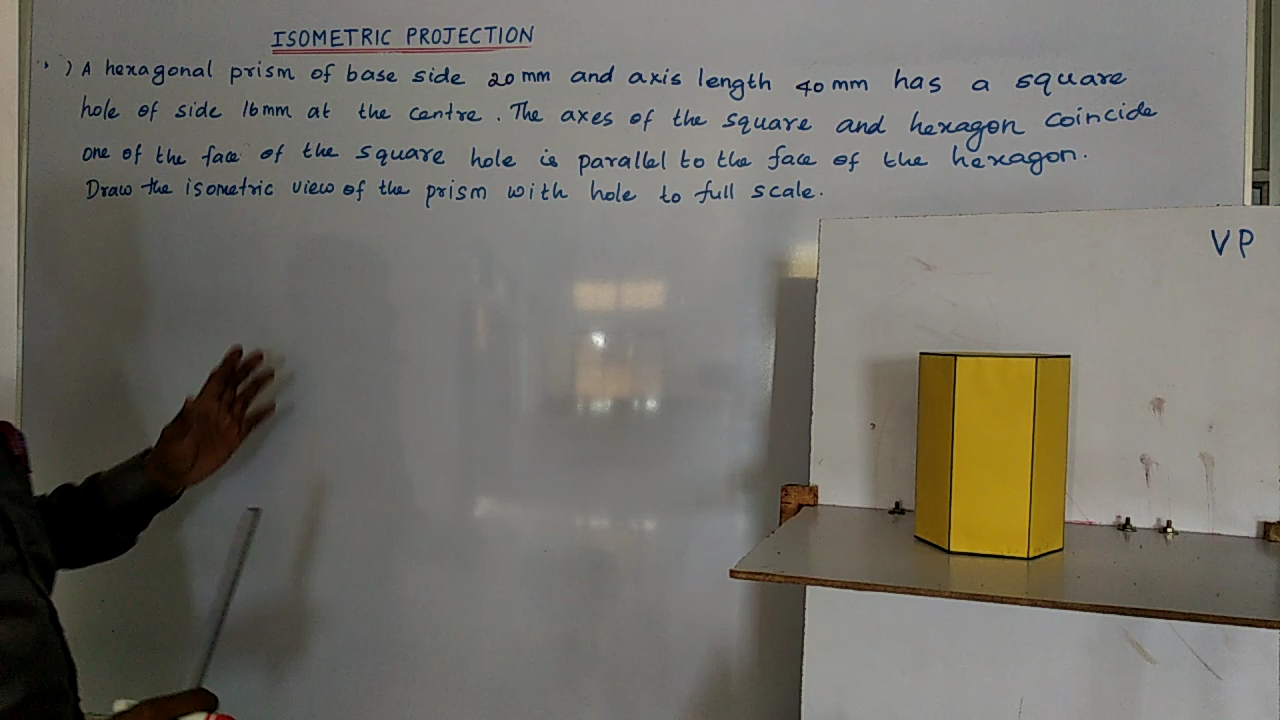 ISOMETRIC PROJECTION
) A hexagonal prism of base side 20 mm and axis length 40 mm has a square
hole of side 16 mm at the centre. The axes of the square and hexagon coincide
one of the face of the square hole is parallel to the face of the hexagon.
Draw the isometric view of the prism with hole to full scale.
VP